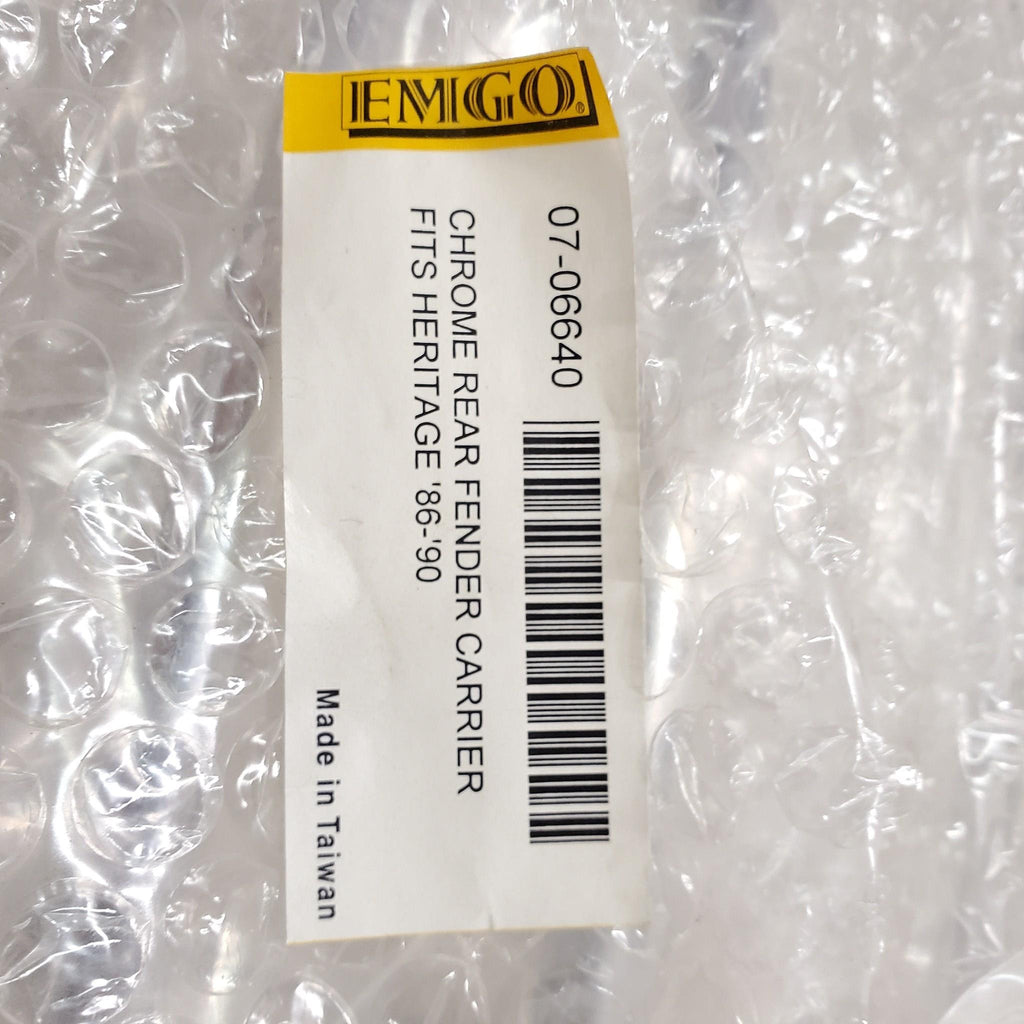 EMGO®
07-06640
CHROME REAR FENDER CARRIER
FITS HERITAGE '86-'90
Made in Taiwan